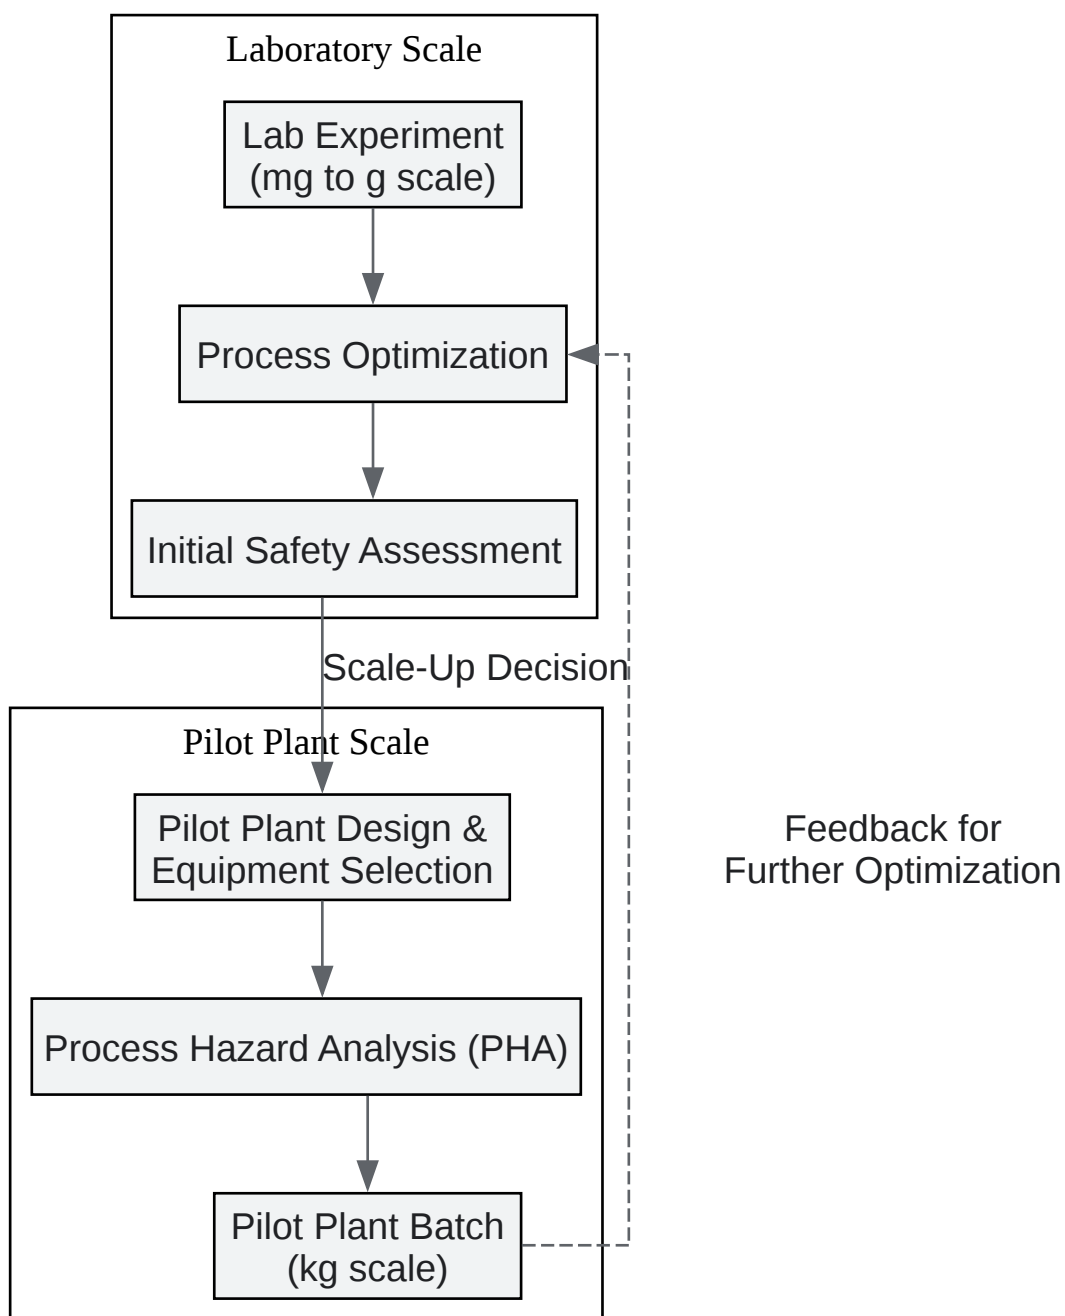 Laboratory Scale
Lab Experiment
(mg to g scale)
Process Optimization
Initial Safety Assessment
Scale-Up Decision
Pilot Plant Scale
Pilot Plant Design &
Equipment Selection
Feedback for
Further Optimization
Process Hazard Analysis (PHA)
Pilot Plant Batch
(kg scale)